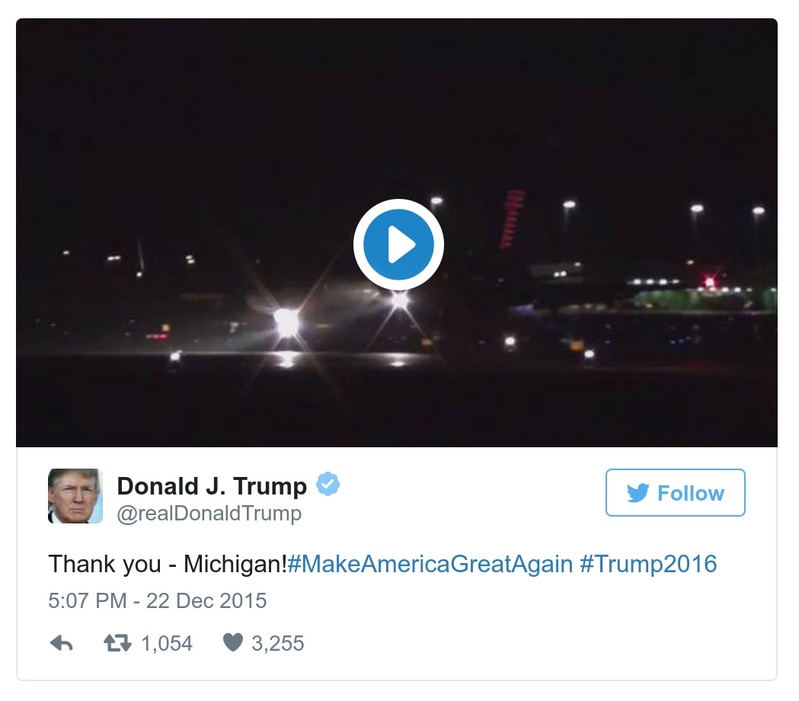 Donald J. Trump
Follow
@realDonaldTrump
Thank you - Michigan!#MakeAmericaGreatAgain #Trump2016
5:07 PM - 22 Dec 2015
1,054 3,255